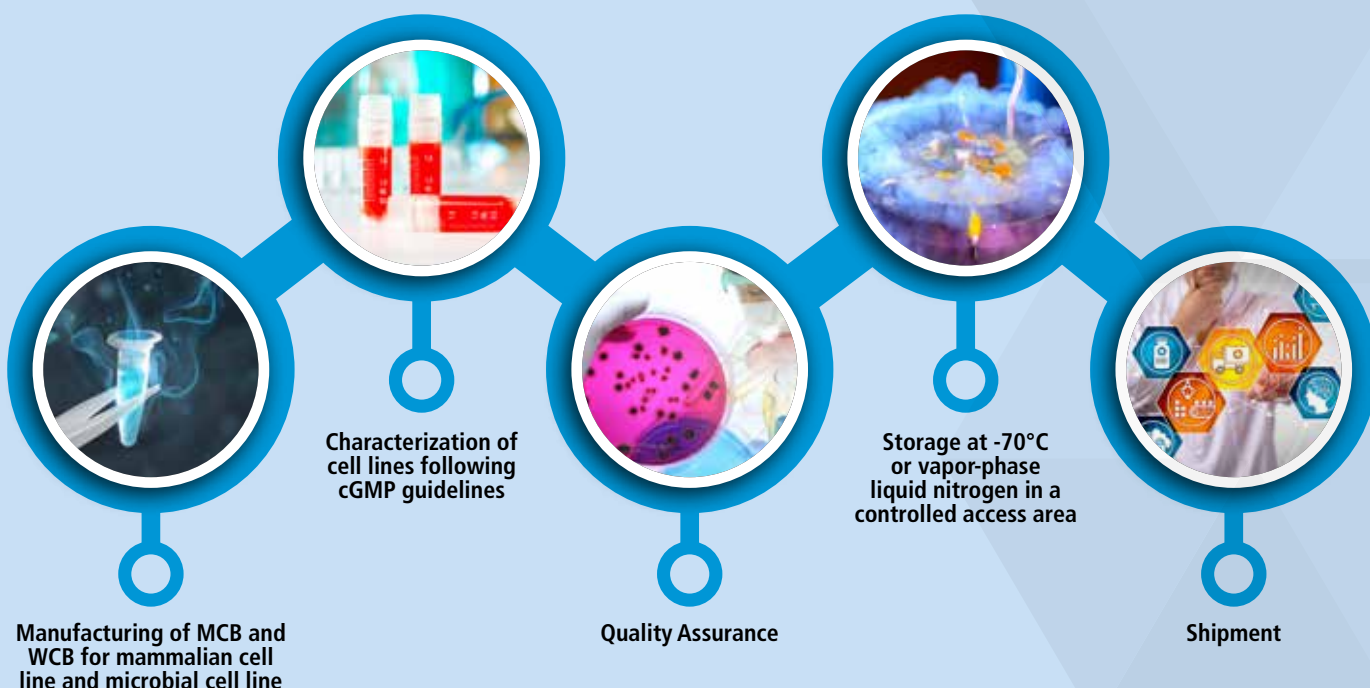 Manufacturing of MCB and
WCB for mammalian cell
line and microbial cell line
Characterization of
cell lines following
cGMP guidelines
Quality Assurance
Storage at -70°C
or vapor-phase
liquid nitrogen in a
controlled access area
Shipment